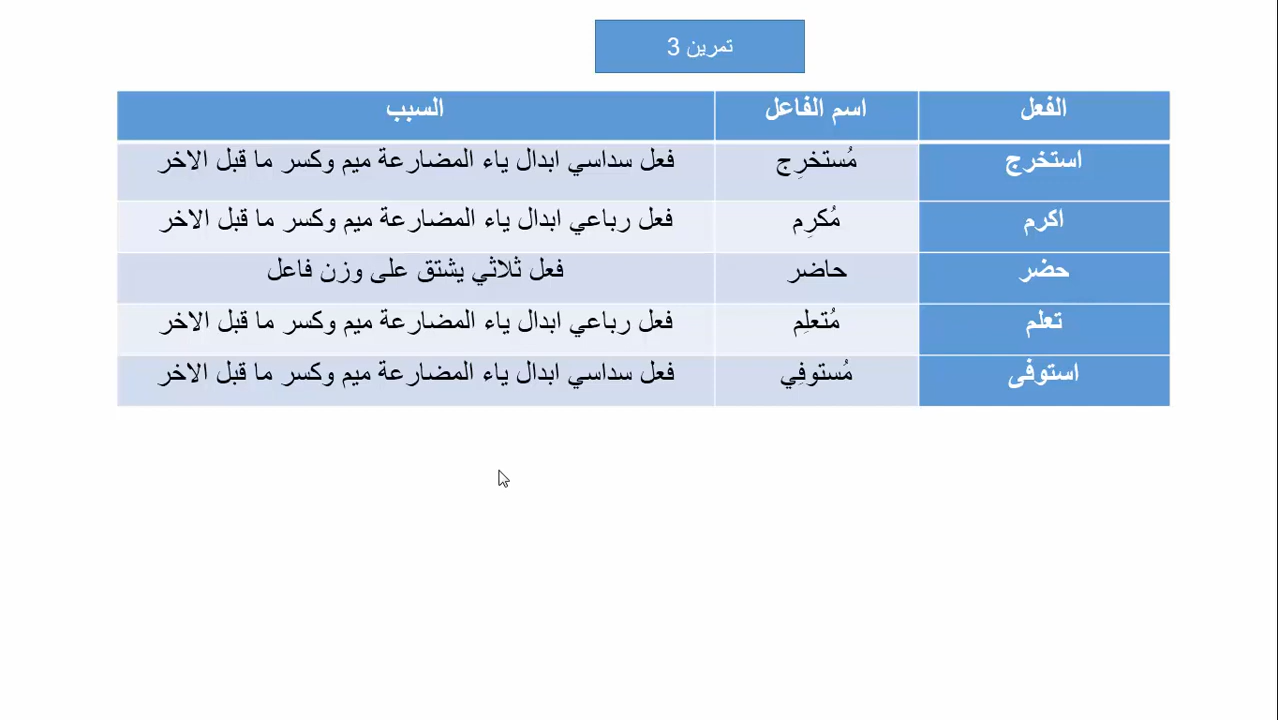 تمرين 3
الفعل اسم الفاعل السبب
استخرج مُستخرِج فعل سداسي ابدال ياء المضارعة ميم وكسر ما قبل الاخر
اكرم مُكرِم فعل رباعي ابدال ياء المضارعة ميم وكسر ما قبل الاخر
حضر حاضر فعل ثلاثي يشتق على وزن فاعل
تعلم مُتعلِم فعل رباعي ابدال ياء المضارعة ميم وكسر ما قبل الاخر
استوفى مُستوفِي فعل سداسي ابدال ياء المضارعة ميم وكسر ما قبل الاخر